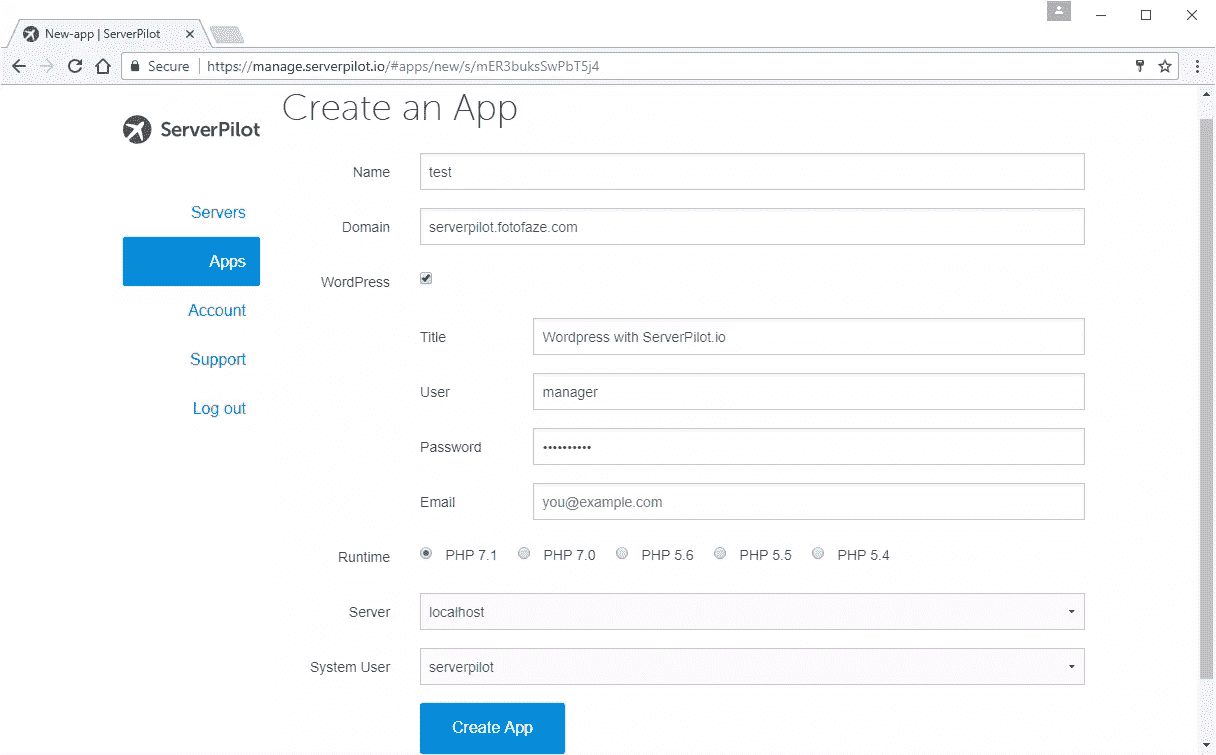 New-app | ServerPilot
Secure https://manage.serverpilot.io/#apps/new/s/mER3buksSwPbT5j4
ServerPilot
Create an App
Servers
Apps
Account
Support
Log out
Name test
Domain serverpilot.fotofaze.com
WordPress
Title Wordpress with ServerPilot.io
User manager
Password ••••••••••
Email you@example.com
Runtime PHP 7.1 PHP 7.0 PHP 5.6 PHP 5.5 PHP 5.4
Server localhost
System User serverpilot
Create App